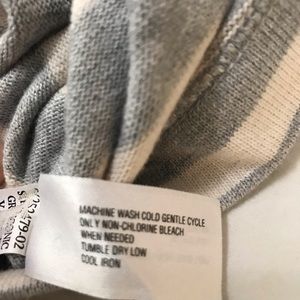 MACHINE WASH COLD GENTLE CYCLE
ONLY NON-CHLORINE BLEACH
WHEN NEEDED
TUMBLE DRY LOW
COOL IRON